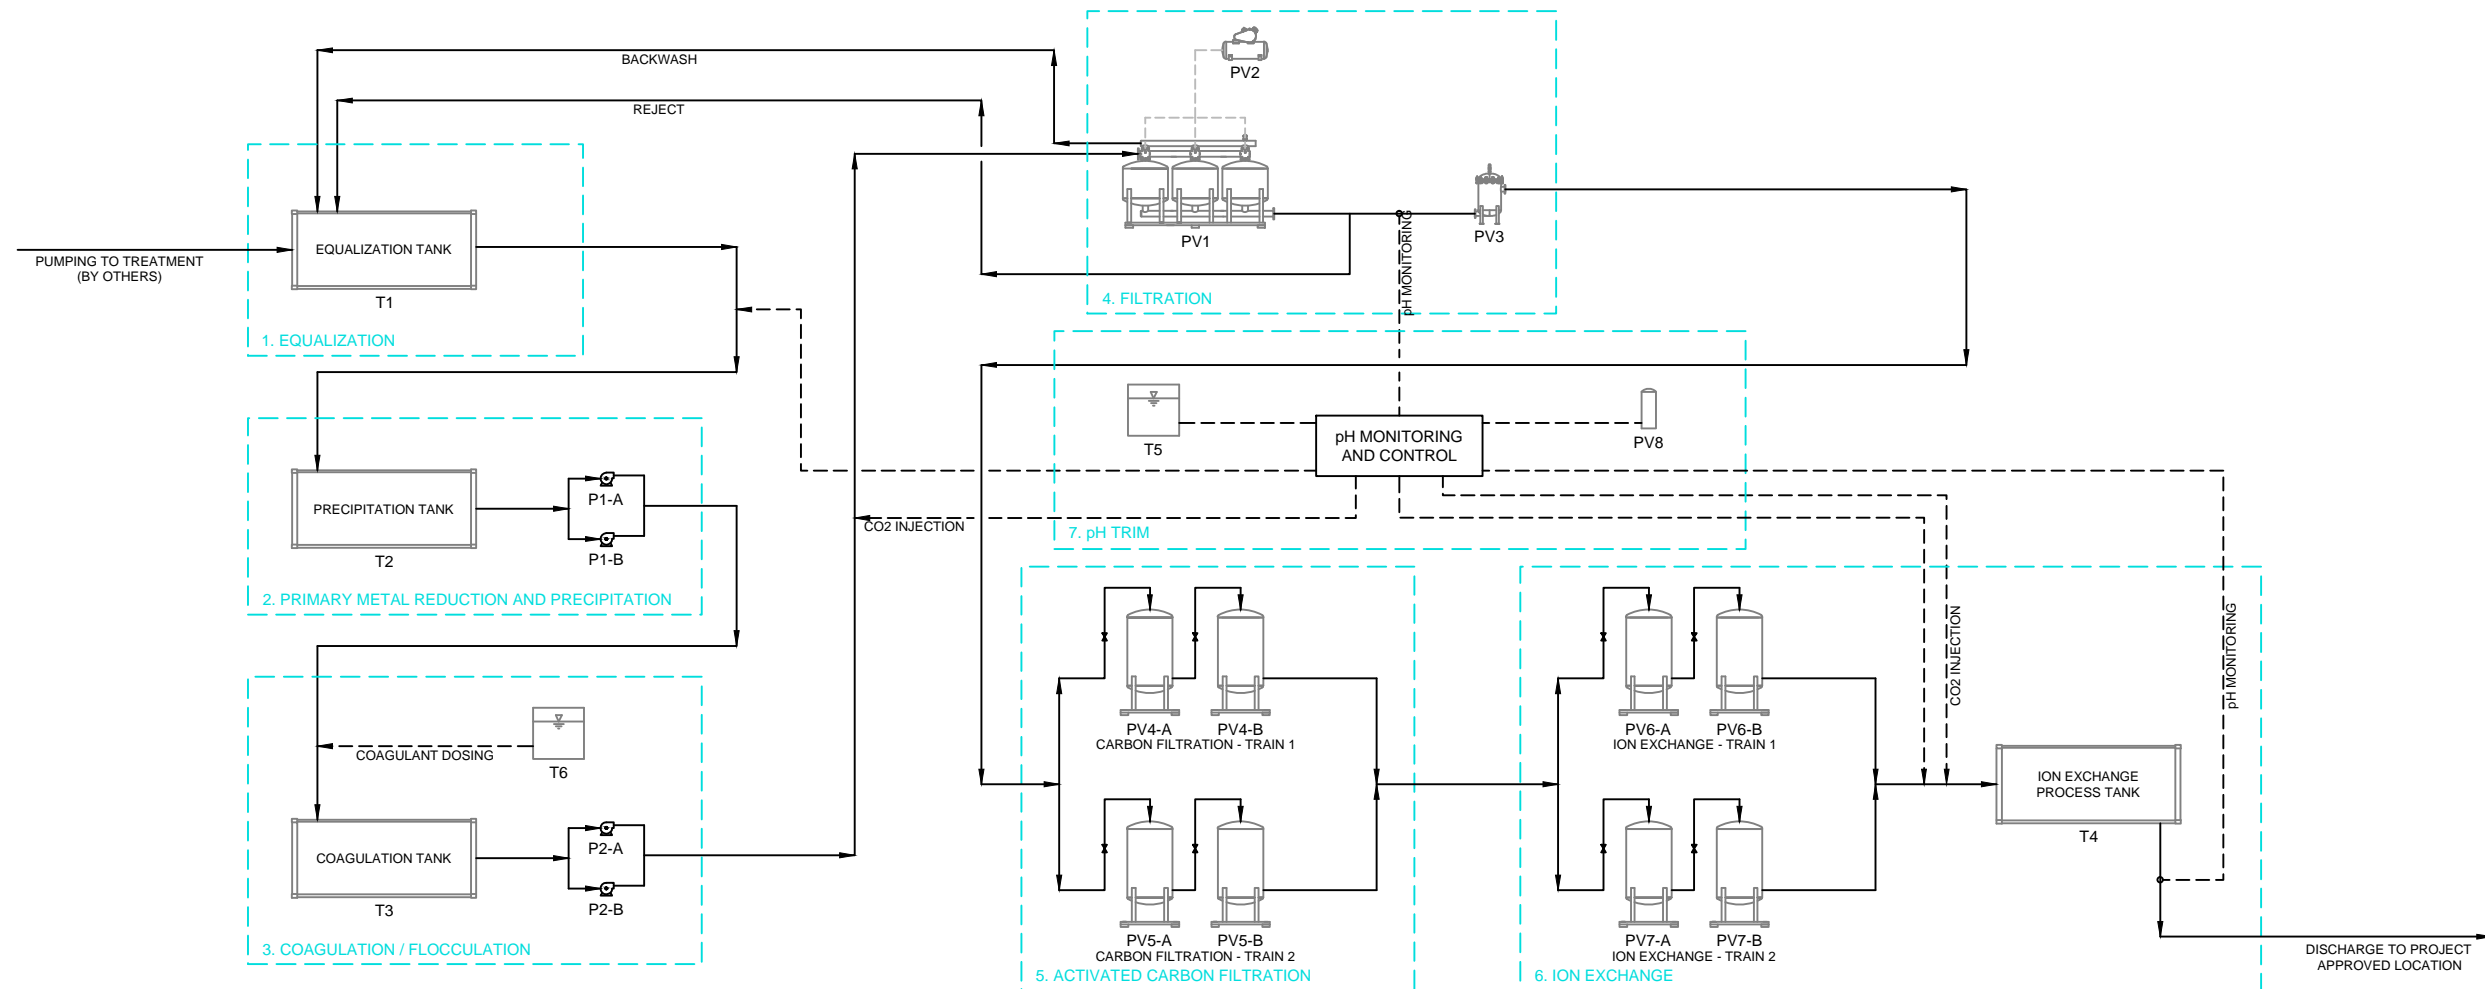 BACKWASH
REJECT
PUMPING TO TREATMENT
(BY OTHERS)
EQUALIZATION TANK
T1
1. EQUALIZATION
PRECIPITATION TANK
T2
P1-A
P1-B
2. PRIMARY METAL REDUCTION AND PRECIPITATION
COAGULANT DOSING
T6
COAGULATION TANK
T3
P2-A
P2-B
3. COAGULATION / FLOCCULATION
PV2
PV1
PV3
pH MONITORING
4. FILTRATION
T5
pH MONITORING
AND CONTROL
PV8
CO2 INJECTION
7. pH TRIM
PV4-A
PV4-B
CARBON FILTRATION - TRAIN 1
PV5-A
PV5-B
CARBON FILTRATION - TRAIN 2
5. ACTIVATED CARBON FILTRATION
PV6-A
PV6-B
ION EXCHANGE - TRAIN 1
PV7-A
PV7-B
ION EXCHANGE - TRAIN 2
6. ION EXCHANGE
CO2 INJECTION
pH MONITORING
ION EXCHANGE
PROCESS TANK
T4
DISCHARGE TO PROJECT
APPROVED LOCATION